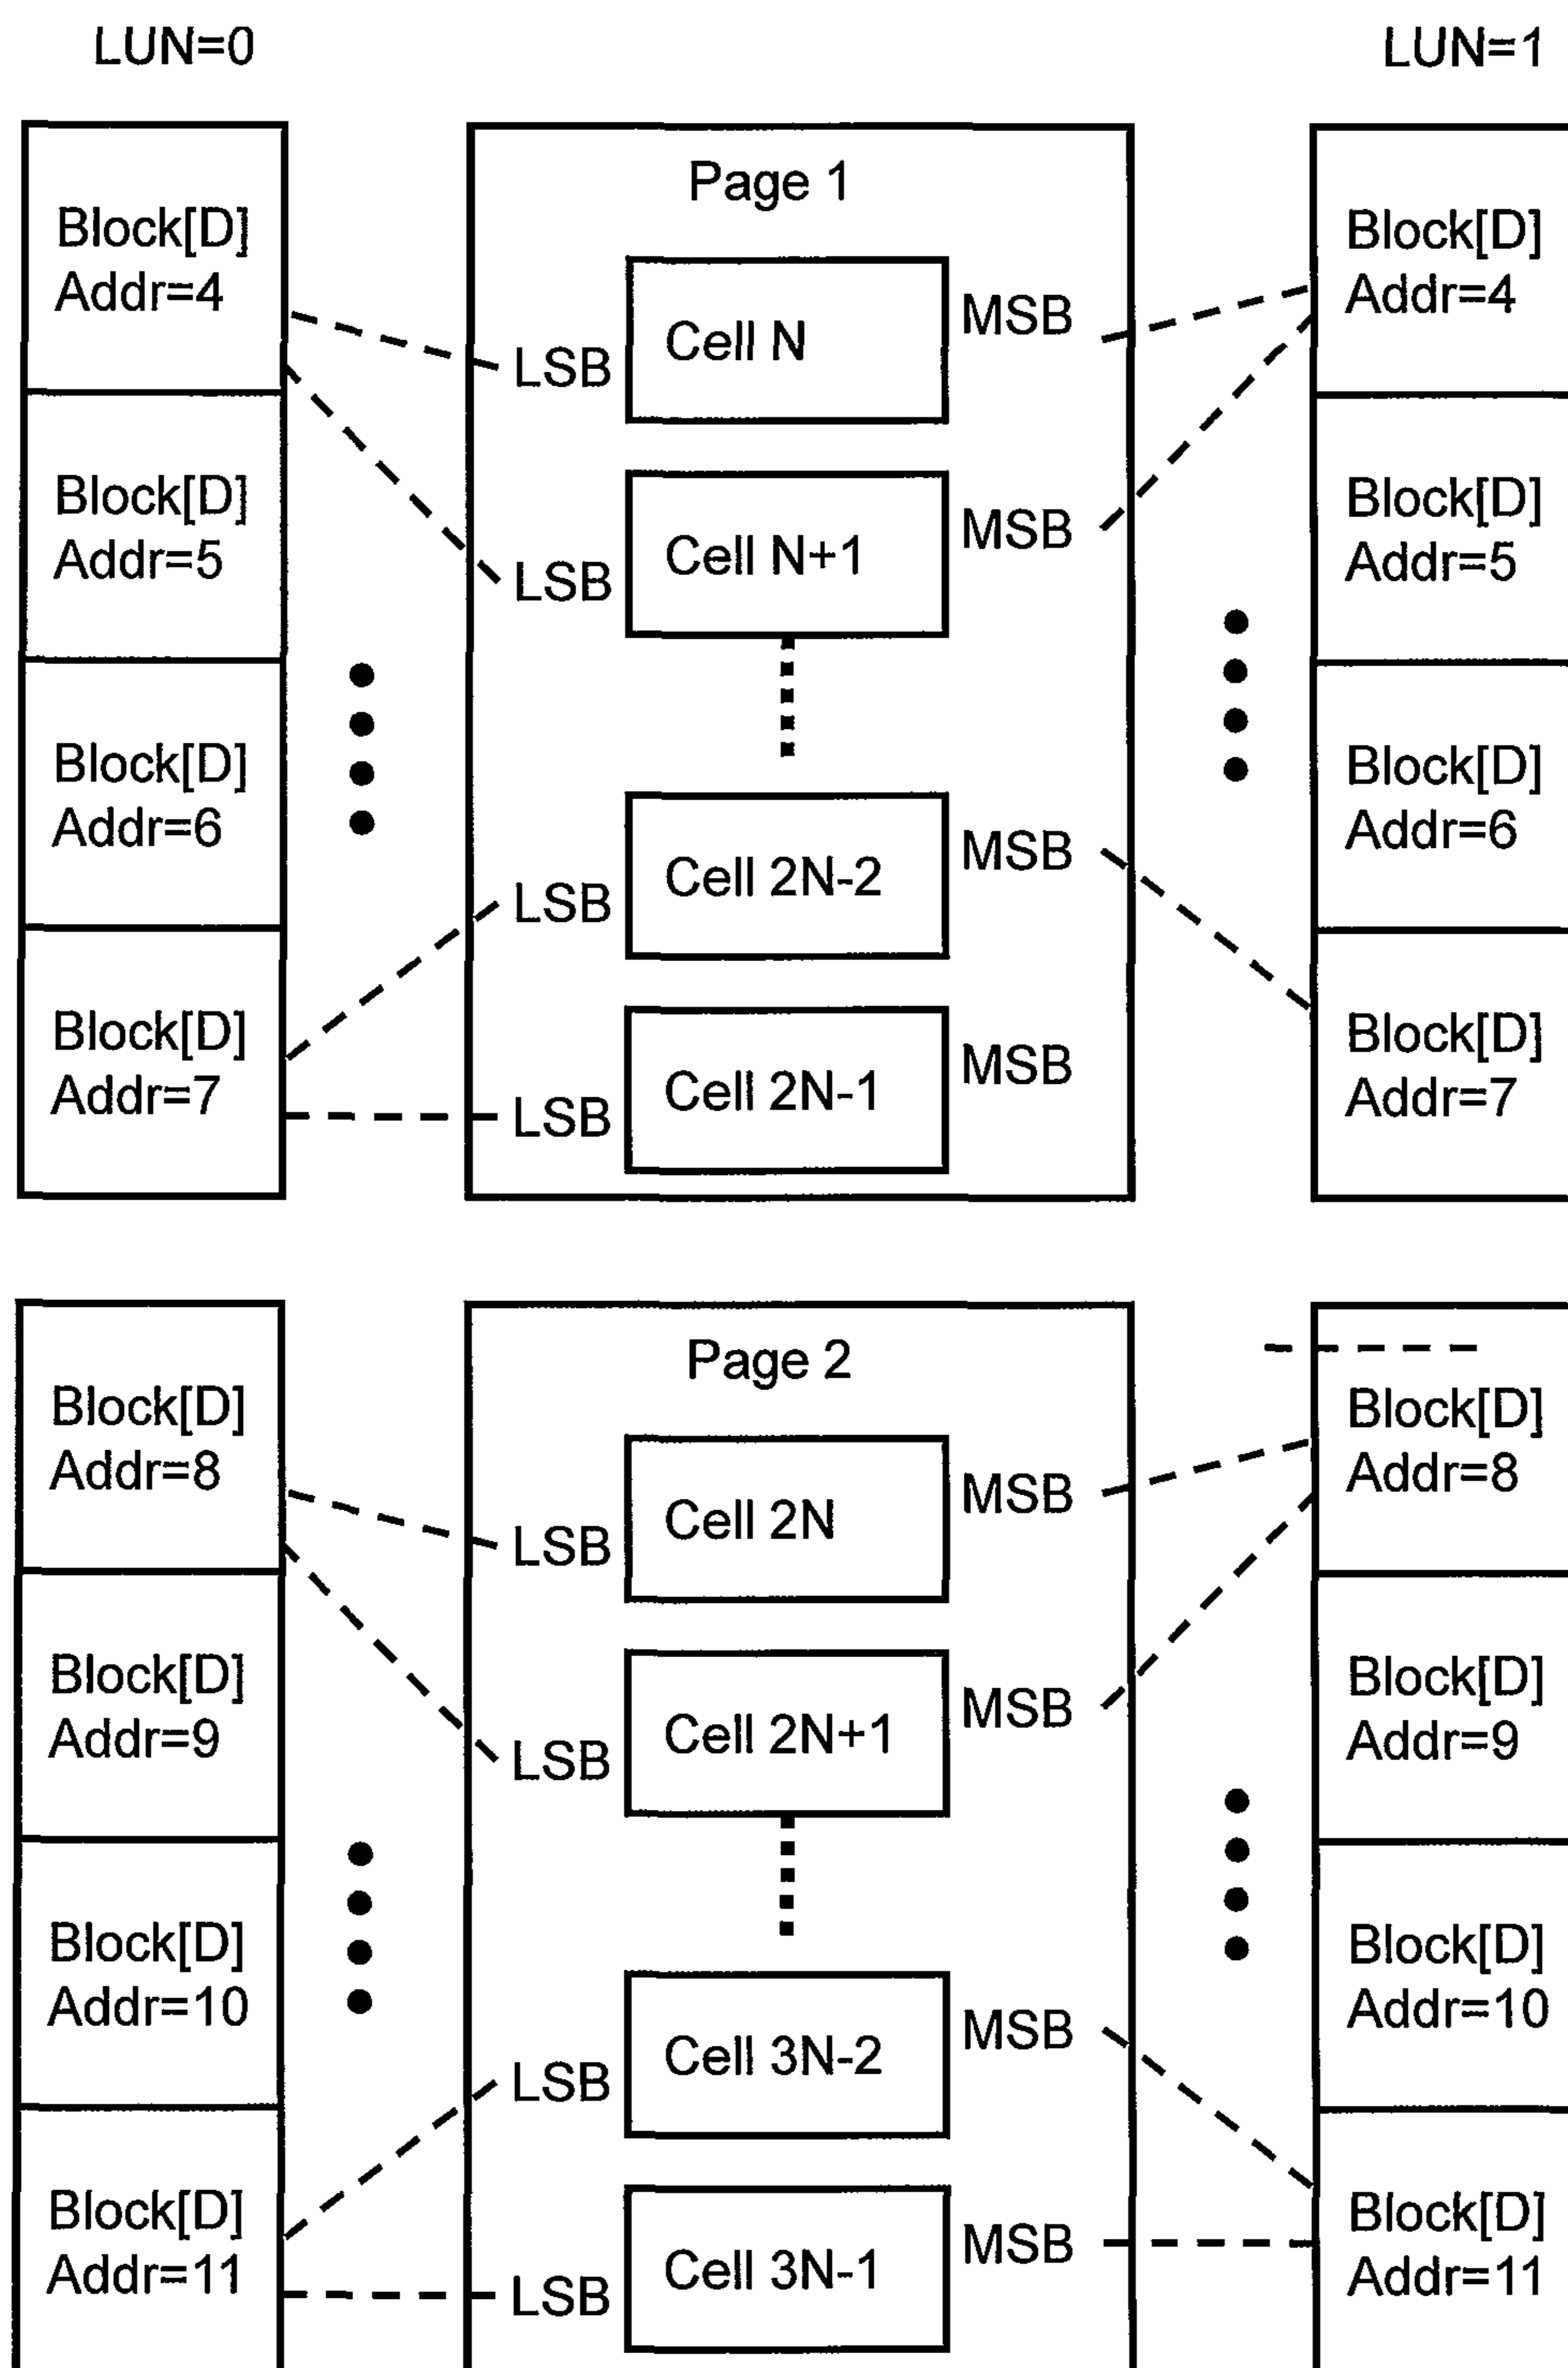 LUN=0
LUN=1
Page 1
Block[D]
Addr=4
Block[D]
Addr=5
Block[D]
Addr=6
Block[D]
Addr=7
LSB
Cell N
MSB
LSB
Cell N+1
MSB
LSB
Cell 2N-2
MSB
LSB
Cell 2N-1
MSB
Block[D]
Addr=4
Block[D]
Addr=5
Block[D]
Addr=6
Block[D]
Addr=7
Page 2
Block[D]
Addr=8
Block[D]
Addr=9
Block[D]
Addr=10
Block[D]
Addr=11
LSB
Cell 2N
MSB
LSB
Cell 2N+1
MSB
LSB
Cell 3N-2
MSB
LSB
Cell 3N-1
MSB
Block[D]
Addr=8
Block[D]
Addr=9
Block[D]
Addr=10
Block[D]
Addr=11